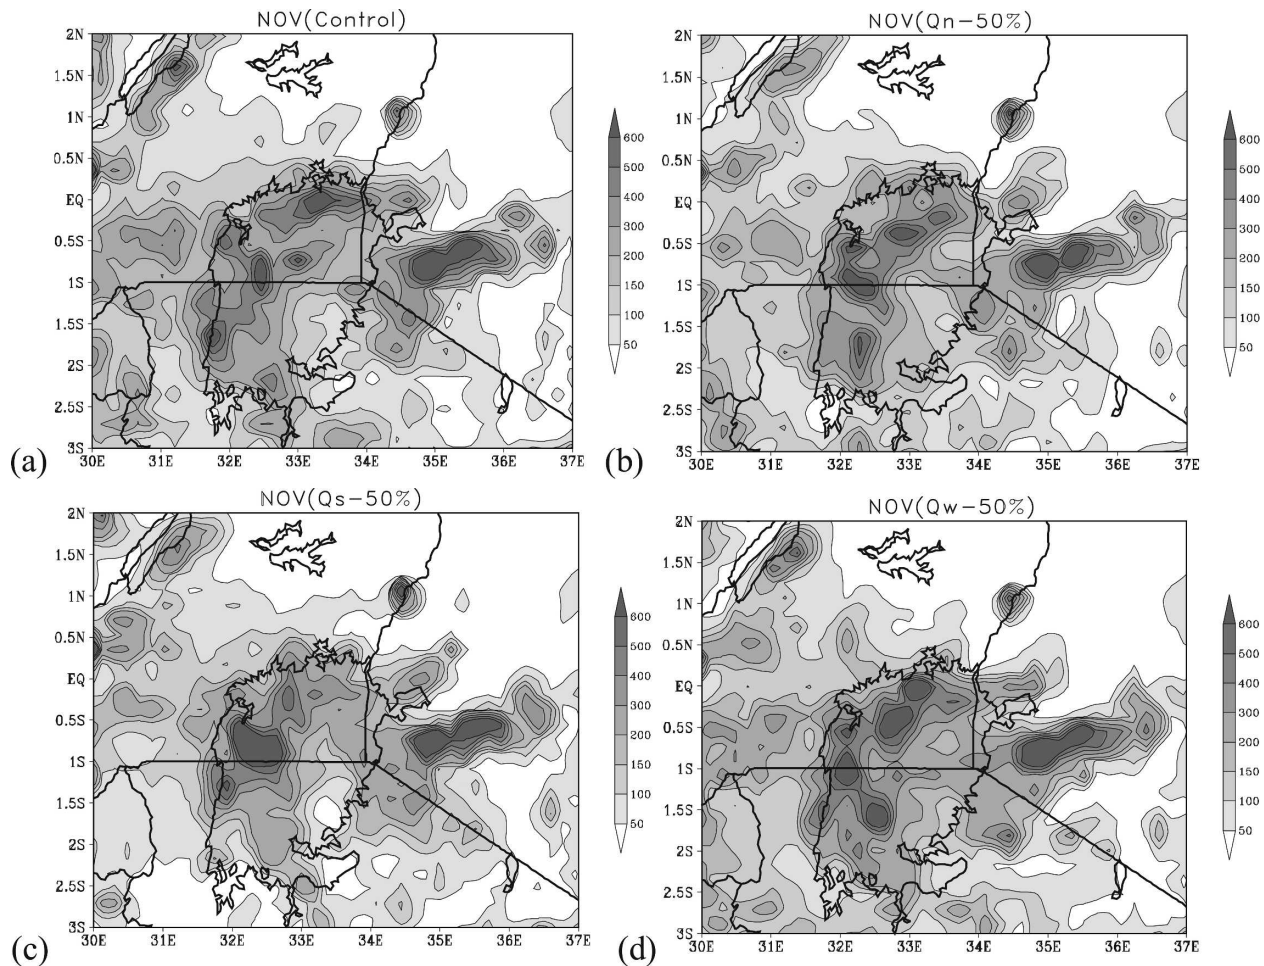 NOV(Control)
2N
1.5N
1N
0.5N
EQ
0.5S
1S
1.5S
2S
2.5S
3S
30E 31E 32E 33E 34E 35E 36E 37E
600
500
400
300
200
150
100
50
(a)
NOV(Qn-50%)
2N
1.5N
1N
0.5N
EQ
0.5S
1S
1.5S
2S
2.5S
3S
30E 31E 32E 33E 34E 35E 36E 37E
600
500
400
300
200
150
100
50
(b)
NOV(Qs-50%)
2N
1.5N
1N
0.5N
EQ
0.5S
1S
1.5S
2S
2.5S
3S
30E 31E 32E 33E 34E 35E 36E 37E
600
500
400
300
200
150
100
50
(c)
NOV(Qw-50%)
2N
1.5N
1N
0.5N
EQ
0.5S
1S
1.5S
2S
2.5S
3S
30E 31E 32E 33E 34E 35E 36E 37E
600
500
400
300
200
150
100
50
(d)